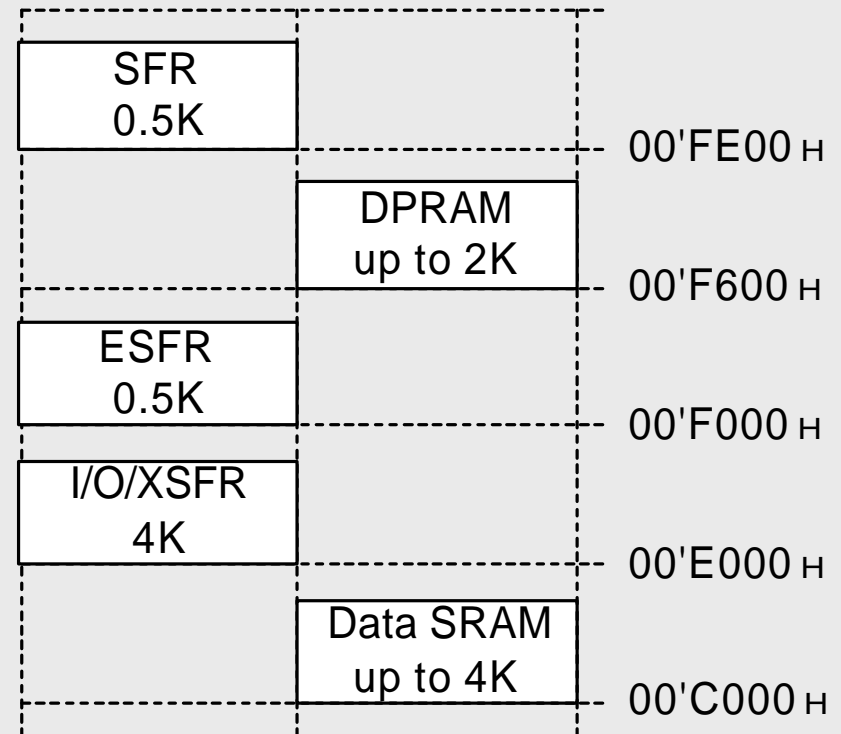 SFR
0.5K
00'FE00 H
DPRAM
up to 2K
00'F600 H
ESFR
0.5K
00'F000 H
I/O/XSFR
4K
00'E000 H
Data SRAM
up to 4K
00'C000 H